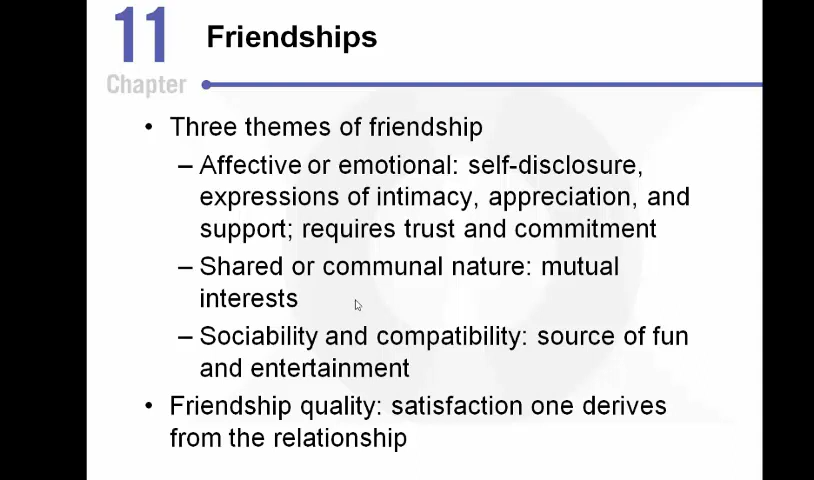 11
Chapter
Friendships
• Three themes of friendship
– Affective or emotional: self-disclosure,
expressions of intimacy, appreciation, and
support; requires trust and commitment
– Shared or communal nature: mutual
interests
– Sociability and compatibility: source of fun
and entertainment
• Friendship quality: satisfaction one derives
from the relationship